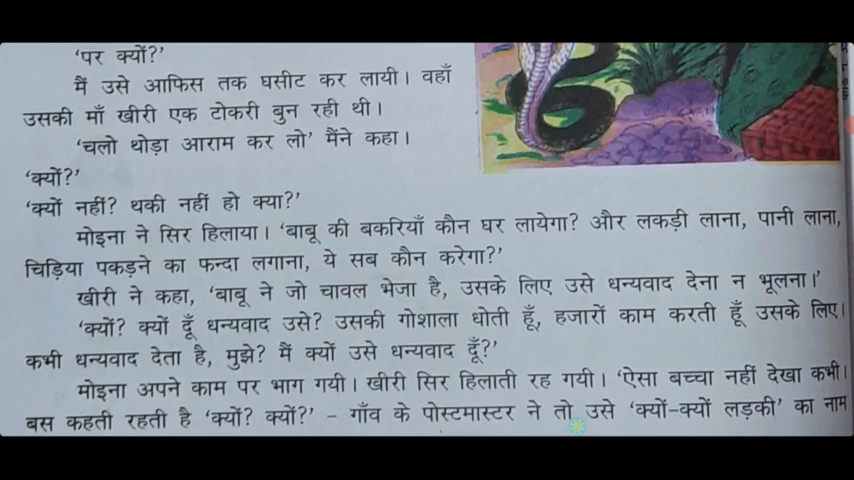 ‘पर क्यों?’
मैं उसे आफिस तक घसीट कर लायी। वहाँ
उसकी माँ खीरी एक टोकरी बुन रही थी।
‘चलो थोड़ा आराम कर लो’ मैंने कहा।
‘क्यों?’
‘क्यों नहीं? थकी नहीं हो क्या?’
मोइना ने सिर हिलाया। ‘बाबू की बकरियाँ कौन घर लायेगा? और लकड़ी लाना, पानी लाना,
चिड़िया पकड़ने का फन्दा लगाना, ये सब कौन करेगा?’
खीरी ने कहा, ‘बाबू ने जो चावल भेजा है, उसके लिए उसे धन्यवाद देना न भूलना।’
‘क्यों? क्यों दूँ धन्यवाद उसे? उसकी गोशाला धोती हूँ, हजारों काम करती हूँ उसके लिए।
कभी धन्यवाद देता है, मुझे? मैं क्यों उसे धन्यवाद दूँ?’
मोइना अपने काम पर भाग गयी। खीरी सिर हिलाती रह गयी। ‘ऐसा बच्चा नहीं देखा कभी।
बस कहती रहती है ‘क्यों? क्यों?’ – गाँव के पोस्टमास्टर ने तो उसे ‘क्यों-क्यों लड़की’ का नाम